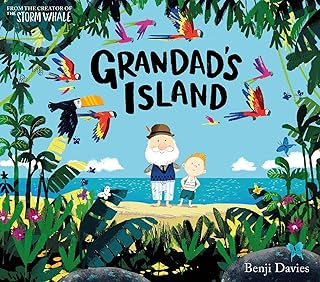 FROM THE CREATOR OF
THE STORM WHALE
GRANDAD'S
ISLAND
Benji Davies